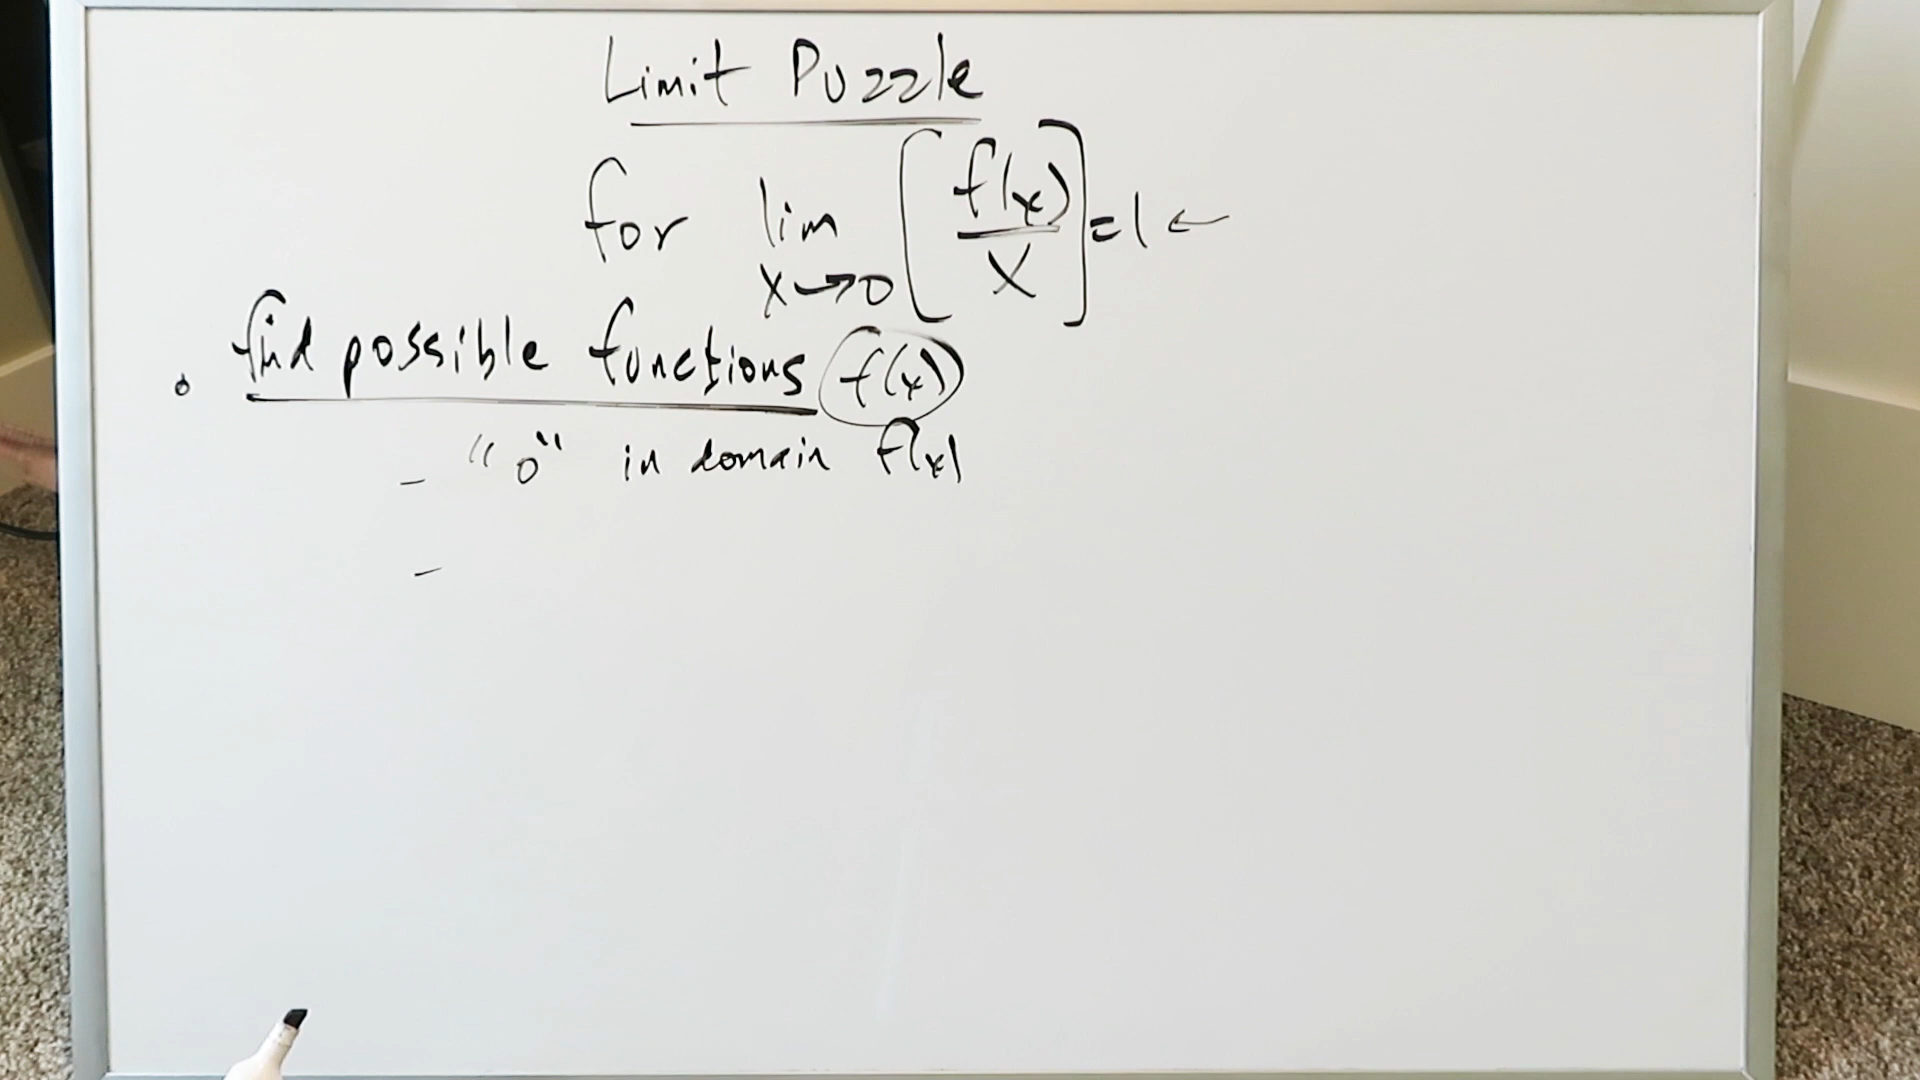 Limit Puzzle
for lim x→0 [f(x)/x] = 1 ←
• find possible functions f(x)
- "0" in domain f(x)
-